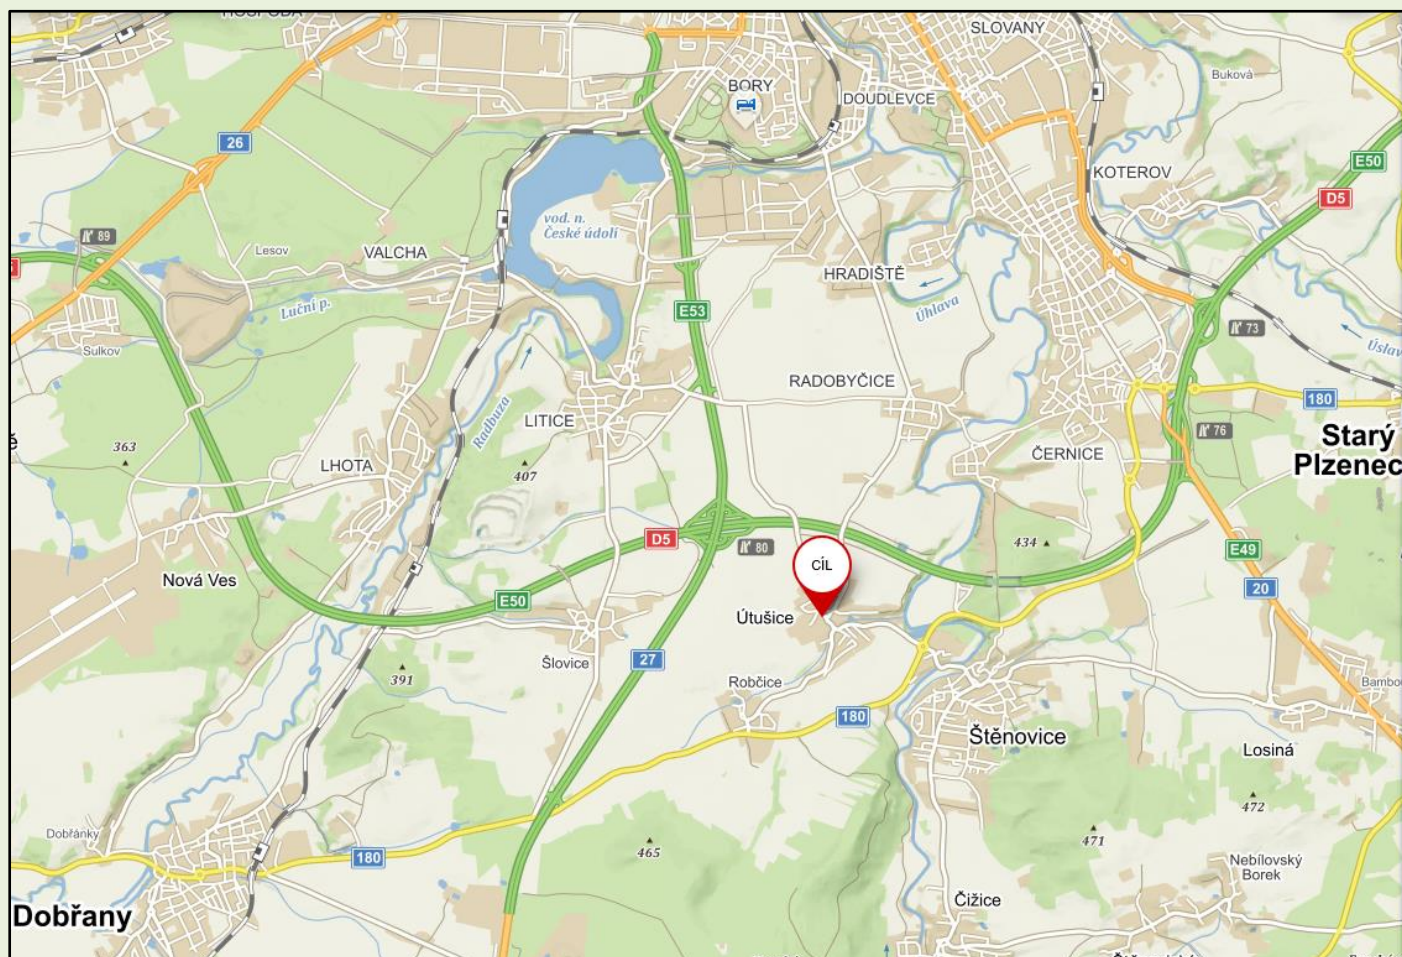 SLOVANY
Buková
BORY
DOUDLEVCE
26
E50
KOTEROV
D5
vod. n.
České údolí
89
Lesov
VALCHA
HRADIŠTĚ
Luční p.
Úhlava
E53
73
Sulkov
Úslava
RADOBYČICE
180
Radbuza
LITICE
76
Starý
Plzenec
363
ČERNICE
LHOTA
407
D5
80
434
E49
CÍL
Nová Ves
20
E50
Útušice
Šlovice
27
391
Robčice
Bambou
180
Štěnovice
Losiná
472
Dobřánky
471
465
180
Nebílovský
Borek
Čižice
Dobřany